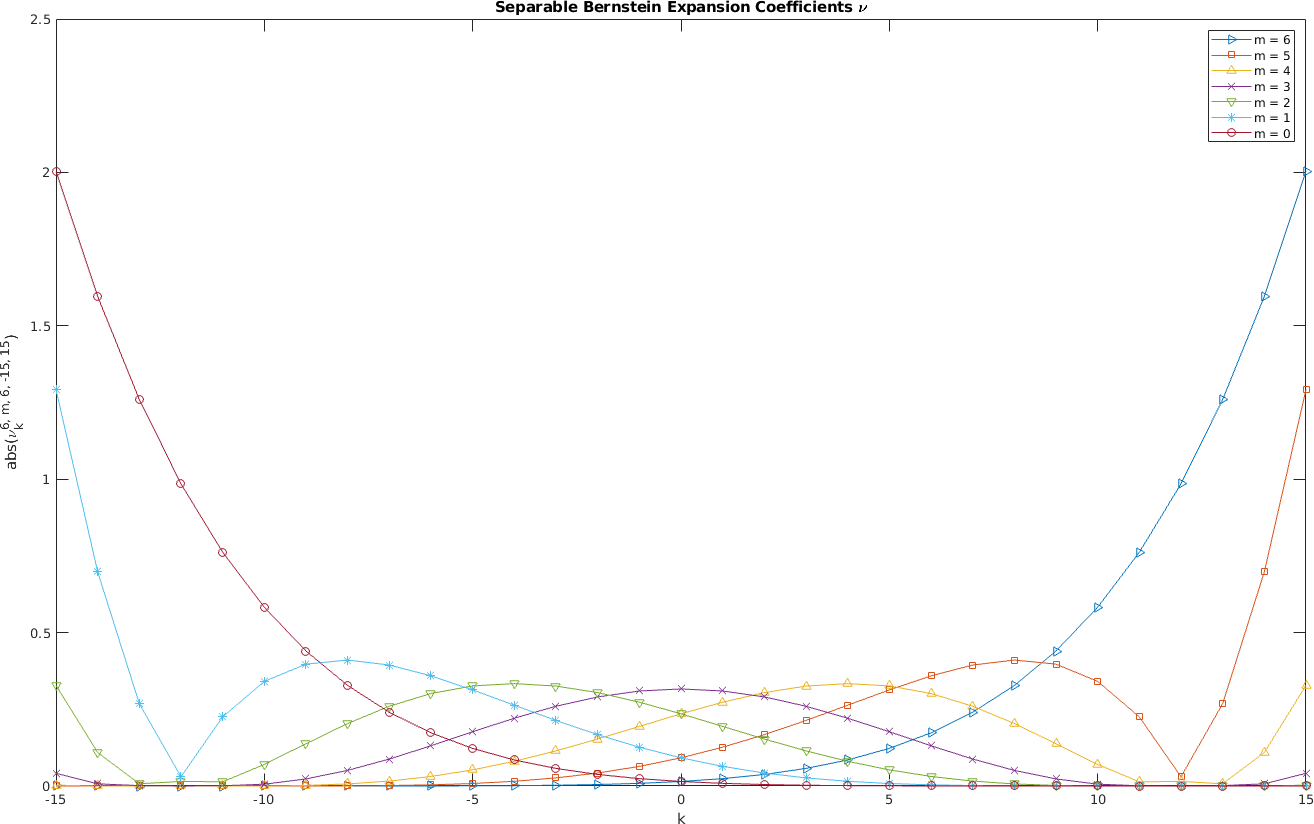 Separable Bernstein Expansion Coefficients ν
2.5
2
1.5
1
0.5
0
abs(ν_k^6, m, 6, -15, 15)
-15
-10
-5
0
5
10
15
k
m = 6
m = 5
m = 4
m = 3
m = 2
m = 1
m = 0